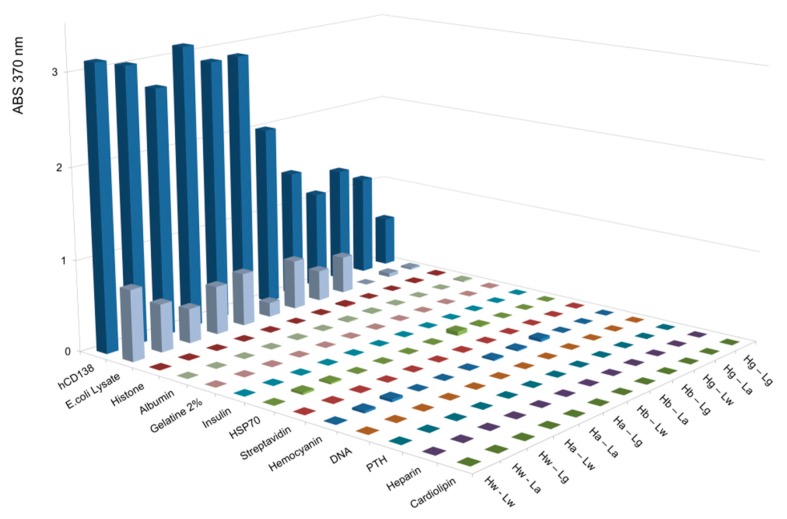 ABS 370 nm
3
2
1
0
hCD138
E.coli Lysate
Histone
Albumin
Gelatine 2%
Insulin
HSP70
Streplavidin
Hemocyanin
DNA
PTH
Heparin
Cardiolipin
Hw - Lw
Hw - La
Hw – Lg
Ha – Lw
Ha – La
Ha – Lg
Hb – Lw
Hb – La
Hb – Lg
Hg – Lw
Hg – La
Hg – Lg